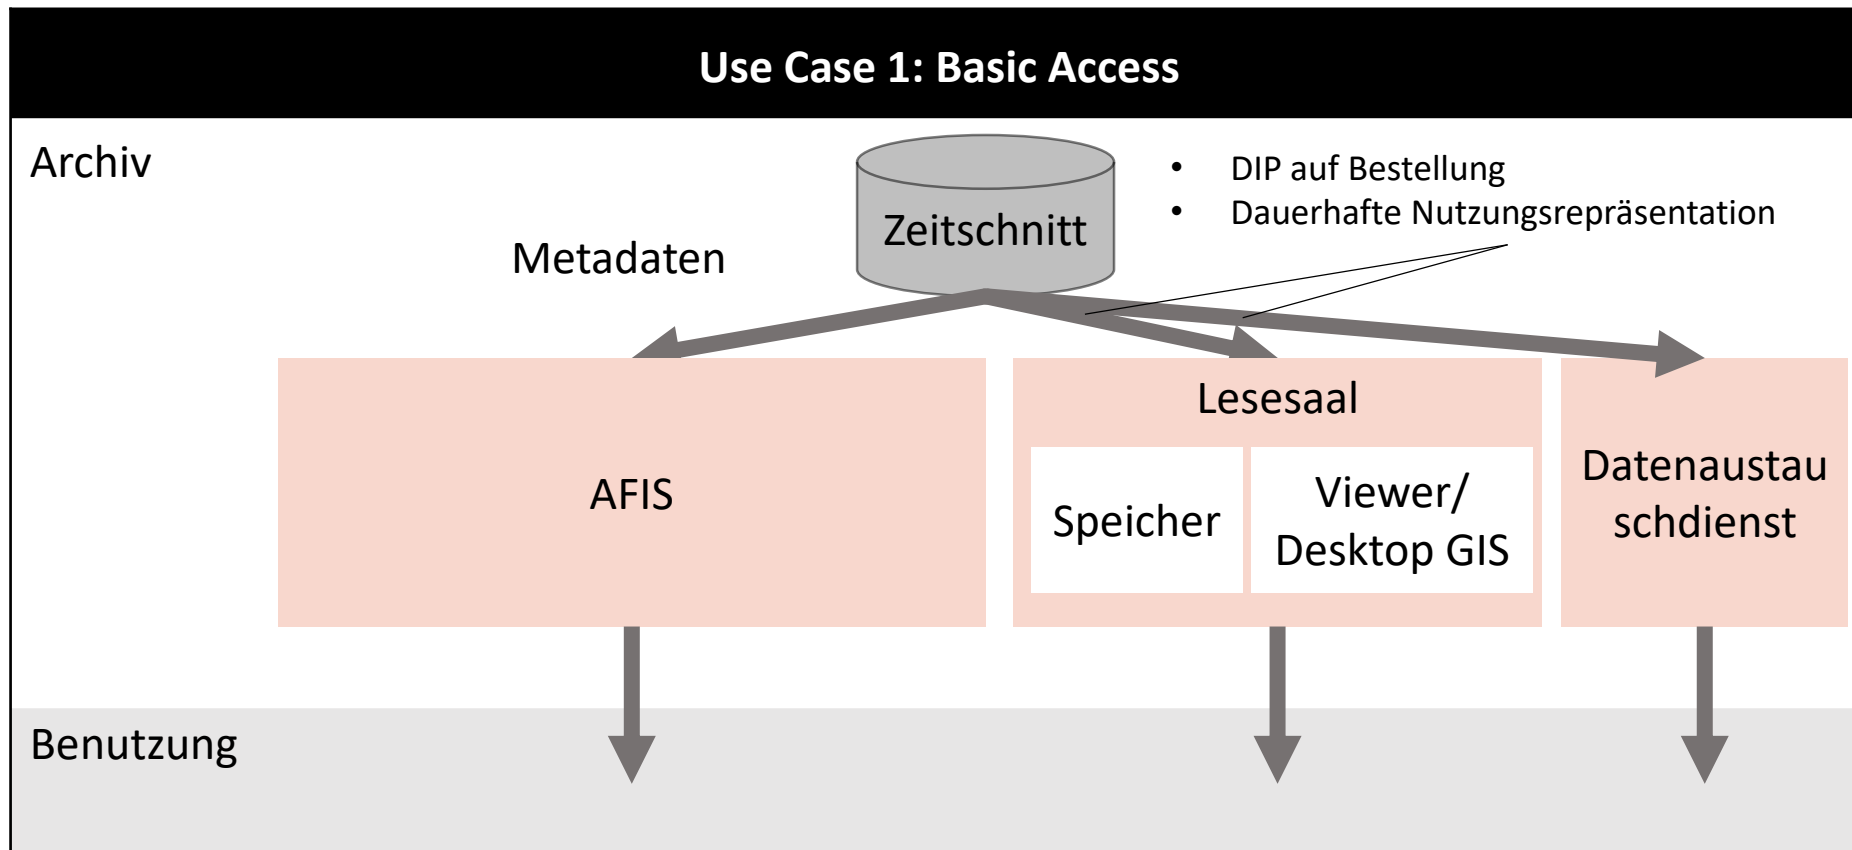 Use Case 1: Basic Access
Archiv
• DIP auf Bestellung
• Dauerhafte Nutzungsrepräsentation
Zeitschnitt
Metadaten
AFIS
Lesesaal
Speicher
Viewer/
Desktop GIS
Datenaustau
schdienst
Benutzung